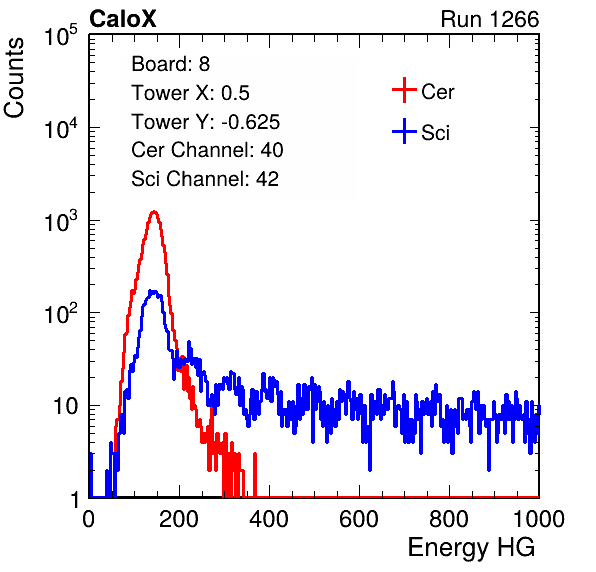 CaloX Run 1266
Counts
10^5
10^4
10^3
10^2
10
1
Board: 8
Tower X: 0.5
Tower Y: -0.625
Cer Channel: 40
Sci Channel: 42
Cer
Sci
0 200 400 600 800 1000
Energy HG